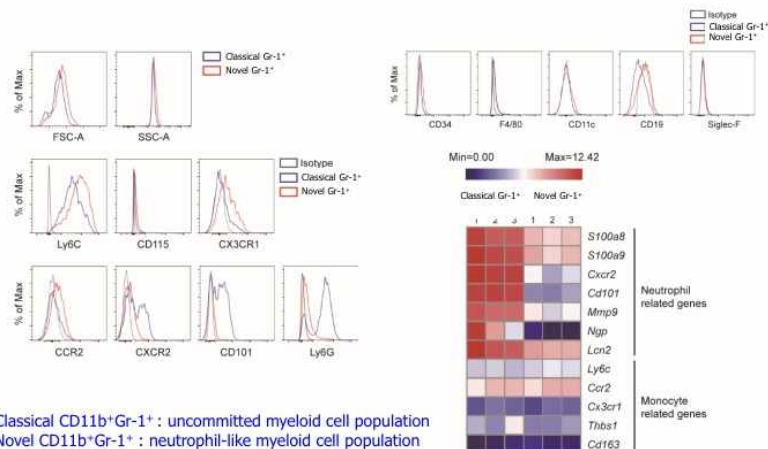 Classical Gr-1⁺
Novel Gr-1⁺
% of Max
FSC-A
SSC-A
Isotype
Classical Gr-1⁺
Novel Gr-1⁺
% of Max
Ly6C
CD115
CX3CR1
% of Max
CCR2
CXCR2
CD101
Ly6G
Isotype
Classical Gr-1⁺
Novel Gr-1⁺
% of Max
CD34
F4/80
CD11c
CD19
Siglec-F
Min=0.00 Max=12.42
Classical Gr-1⁺ Novel Gr-1⁺
1 2 3 1 2 3
S100a8
S100a9
Cxcr2
Cd101
Mmp9
Ngp
Lcn2
Neutrophil
related genes
Ly6c
Ccr2
Cx3cr1
Thbs1
Cd163
Monocyte
related genes
Classical CD11b⁺Gr-1⁺ : uncommitted myeloid cell population
Novel CD11b⁺Gr-1⁺ : neutrophil-like myeloid cell population